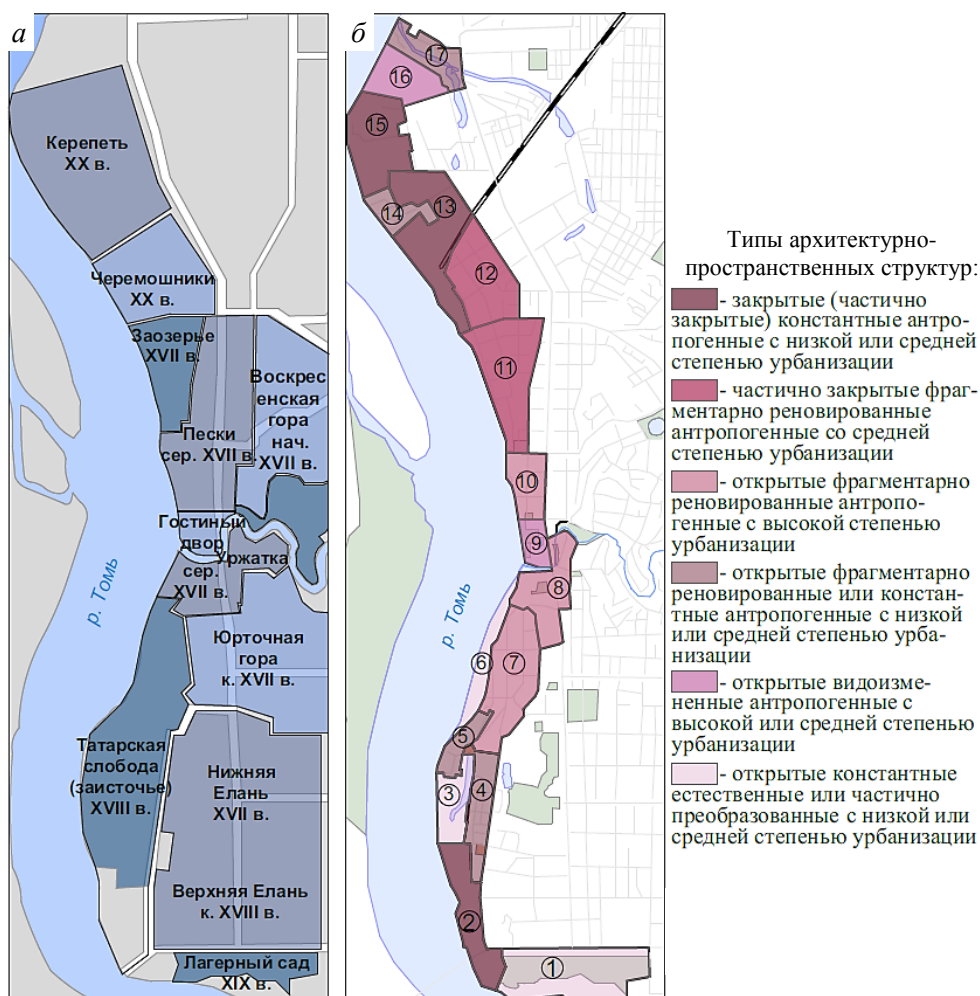 а
Керепеть
XX в.
Черемошники
XX в.
Заозерье
XVII в.
Воскрес
енская
гора
нач.
XVII в.
Пески
сер. XVII в.
Гостиный
двор
Уржатка
сер.
XVII в.
р. Томь
Юрточная
гора
к. XVII в.
Татарская
слобода
(заисточье)
XVIII в.
Нижняя
Елань
XVII в.
Верхняя Елань
к. XVIII в.
Лагерный сад
XIX в.
б
17
16
15
14
13
12
11
10
9
8
р. Томь
6
7
5
3
4
2
1
Типы архитектурно-
пространственных структур:
- закрытые (частично
закрытые) константные антро-
погенные с низкой или средней
степенью урбанизации
- частично закрытые фраг-
ментарно реновированные
антропогенные со средней
степенью урбанизации
- открытые фрагментарно
реновированные антропо-
генные с высокой степенью
урбанизации
- открытые фрагментарно
реновированные или констан-
тные антропогенные с низкой
или средней степенью урба-
низации
- открытые видоизме-
ненные антропогенные с
высокой или средней степенью
урбанизации
- открытые константные
естественные или частично
преобразованные с низкой или
средней степенью урбанизации